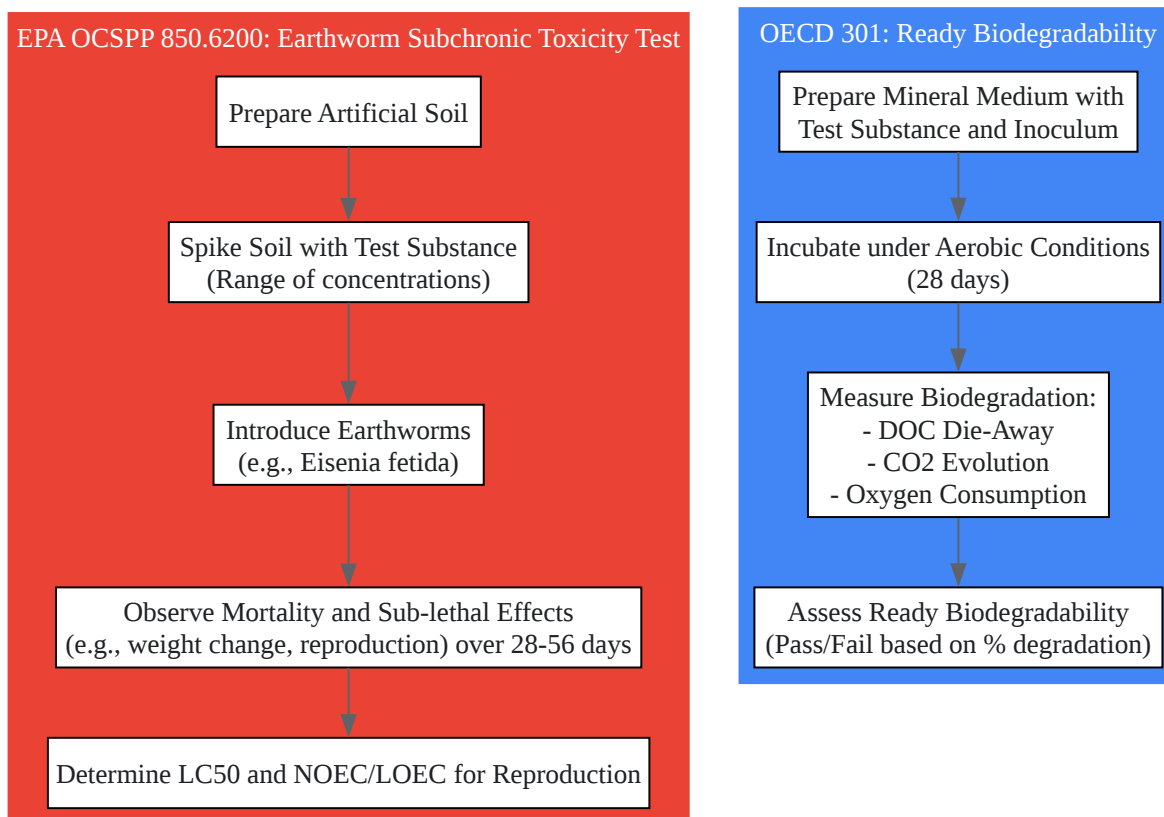 EPA OCSPP 850.6200: Earthworm Subchronic Toxicity Test
Prepare Artificial Soil
Spike Soil with Test Substance
(Range of concentrations)
Introduce Earthworms
(e.g., Eisenia fetida)
Observe Mortality and Sub-lethal Effects
(e.g., weight change, reproduction) over 28-56 days
Determine LC50 and NOEC/LOEC for Reproduction
OECD 301: Ready Biodegradability
Prepare Mineral Medium with
Test Substance and Inoculum
Incubate under Aerobic Conditions
(28 days)
Measure Biodegradation:
- DOC Die-Away
- CO2 Evolution
- Oxygen Consumption
Assess Ready Biodegradability
(Pass/Fail based on % degradation)